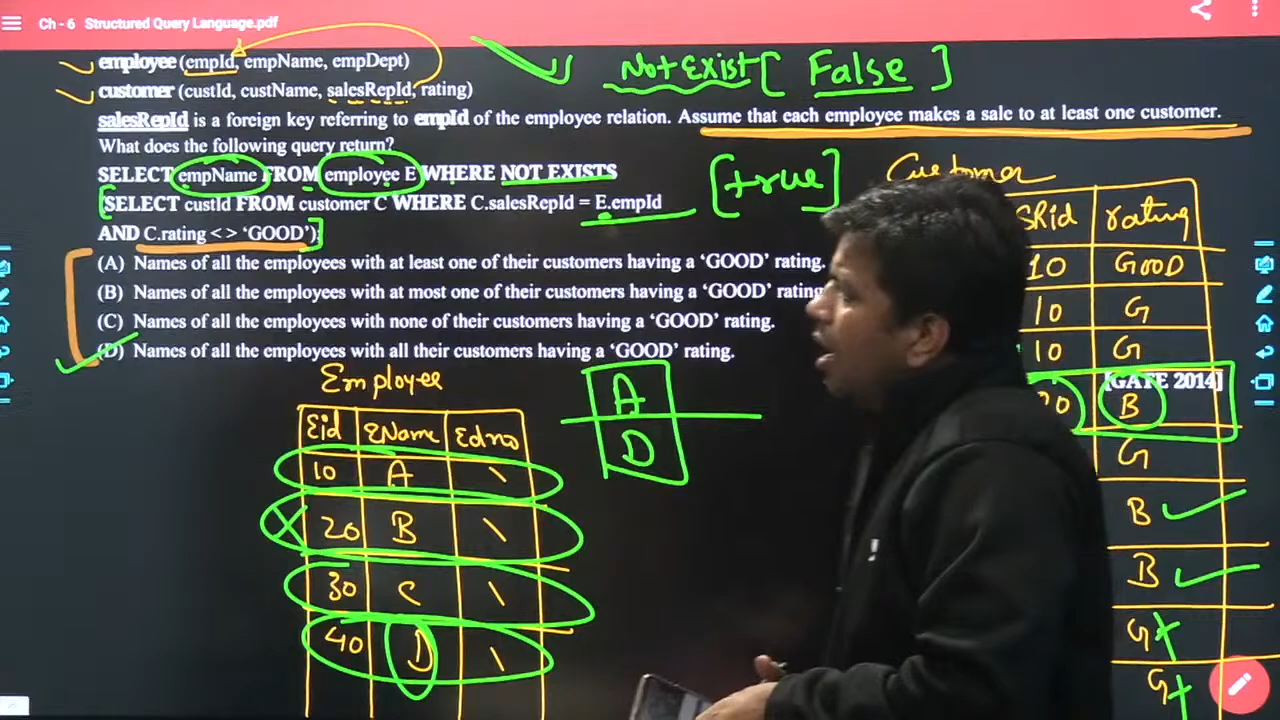 Ch - 6 Structured Query Language.pdf
employee (empId, empName, empDept)
Not Exist [ False ]
customer (custId, custName, salesRepId, rating)
salesRepId is a foreign key referring to empId of the employee relation. Assume that each employee makes a sale to at least one customer.
What does the following query return?
SELECT empName FROM employee E WHERE NOT EXISTS
[true]
(SELECT custId FROM customer C WHERE C.salesRepId = E.empId
AND C.rating < > ‘GOOD’);
(A) Names of all the employees with at least one of their customers having a ‘GOOD’ rating.
(B) Names of all the employees with at most one of their customers having a ‘GOOD’ rating
(C) Names of all the employees with none of their customers having a ‘GOOD’ rating.
(D) Names of all the employees with all their customers having a ‘GOOD’ rating.
[GATE 2014]
Employee
Eid EName Edno
10 A 1
20 B 1
30 C 1
40 D 1
A
D
Customer
SRid rating
10 GOOD
10 G
10 G
20 B
G
B
B
G
G